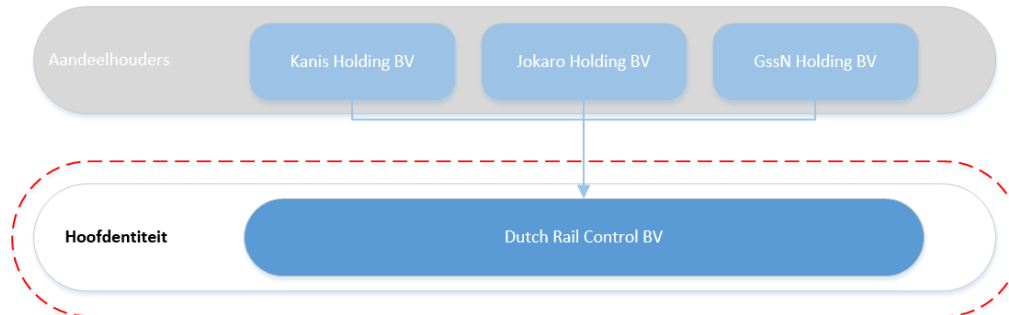 Aandeelhouders
Kanis Holding BV
Jokaro Holding BV
GssN Holding BV
Hoofdentiteit
Dutch Rail Control BV